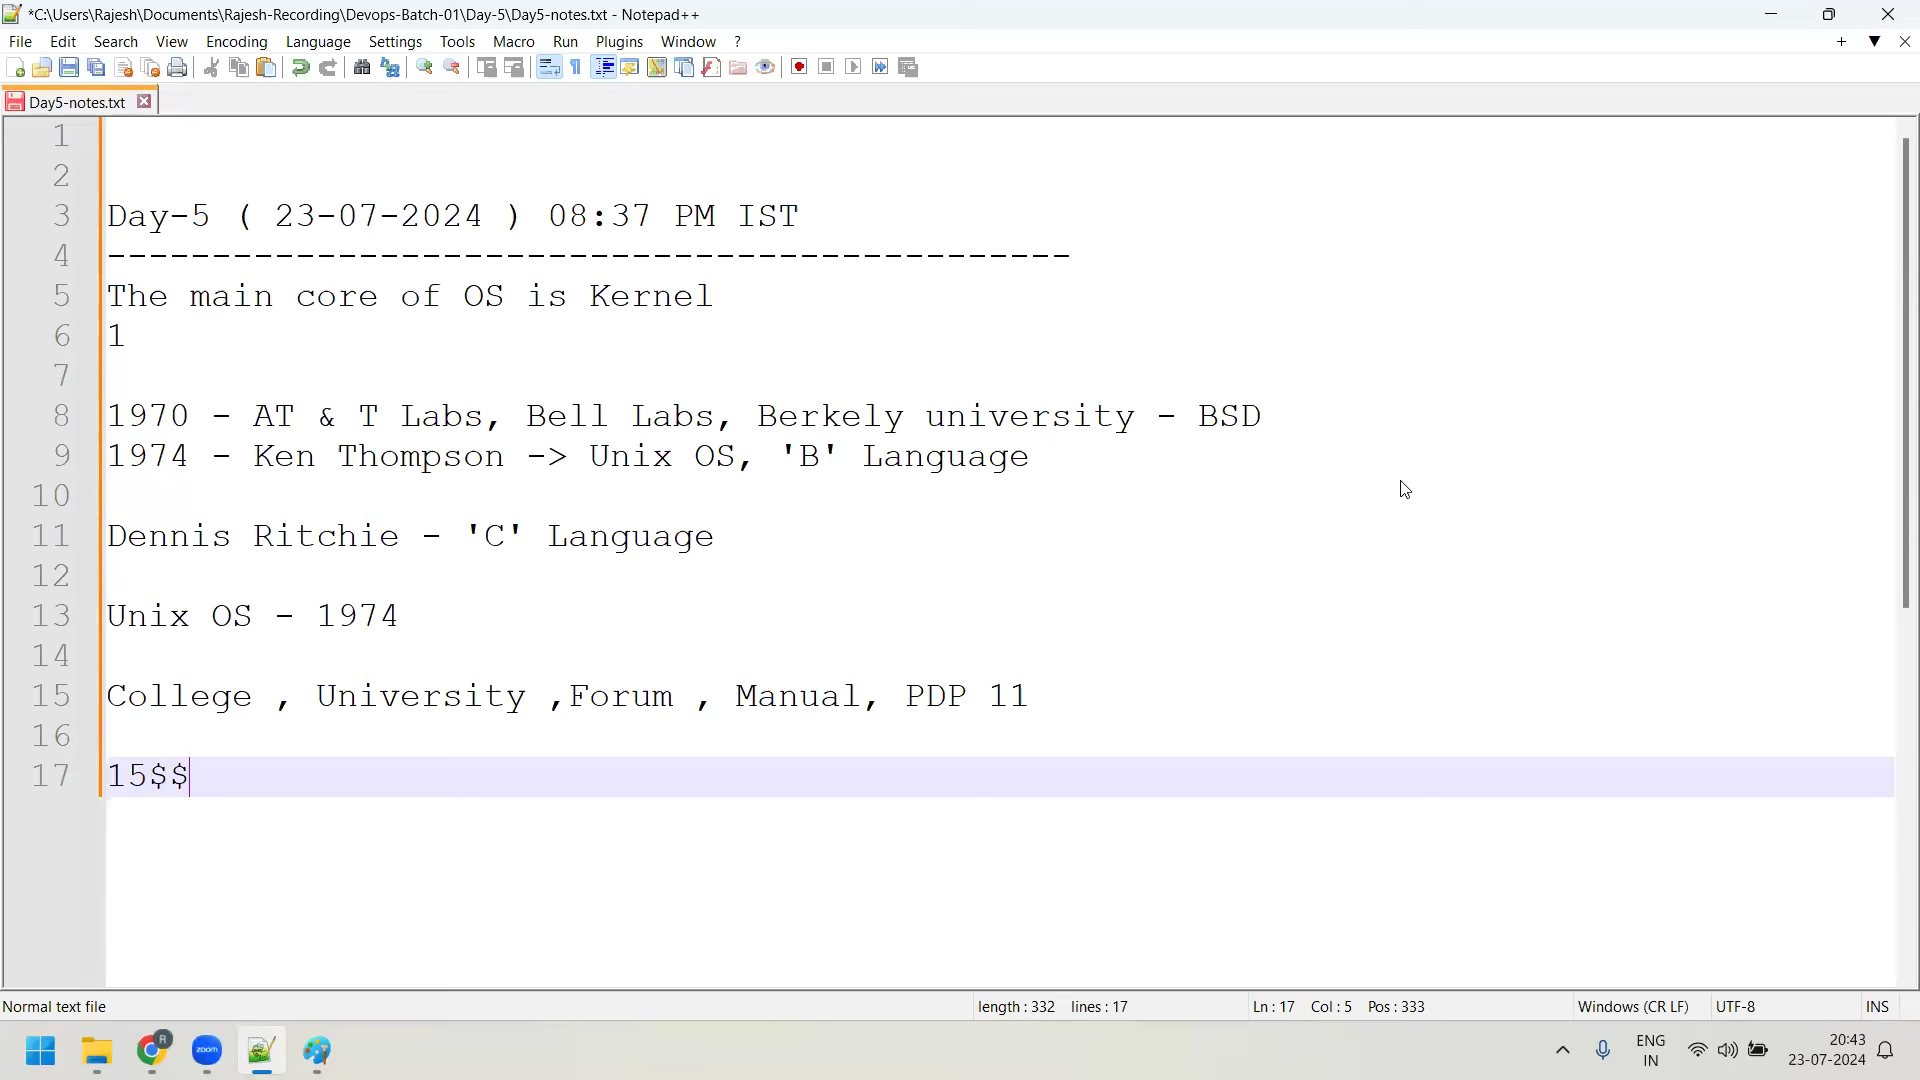 *C:\Users\Rajesh\Documents\Rajesh-Recording\Devops-Batch-01\Day-5\Day5-notes.txt - Notepad++
File Edit Search View Encoding Language Settings Tools Macro Run Plugins Window ?
Day5-notes.txt
1
2
3 Day-5 ( 23-07-2024 ) 08:37 PM IST
4 ----------------------------------------------
5 The main core of OS is Kernel
6 1
7
8 1970 - AT & T Labs, Bell Labs, Berkely university - BSD
9 1974 - Ken Thompson -> Unix OS, 'B' Language
10
11 Dennis Ritchie - 'C' Language
12
13 Unix OS - 1974
14
15 College , University ,Forum , Manual, PDP 11
16
17 15$$
Normal text file length : 332 lines : 17 Ln : 17 Col : 5 Pos : 333 Windows (CR LF) UTF-8 INS
R zoom ENG 20:43
IN 23-07-2024